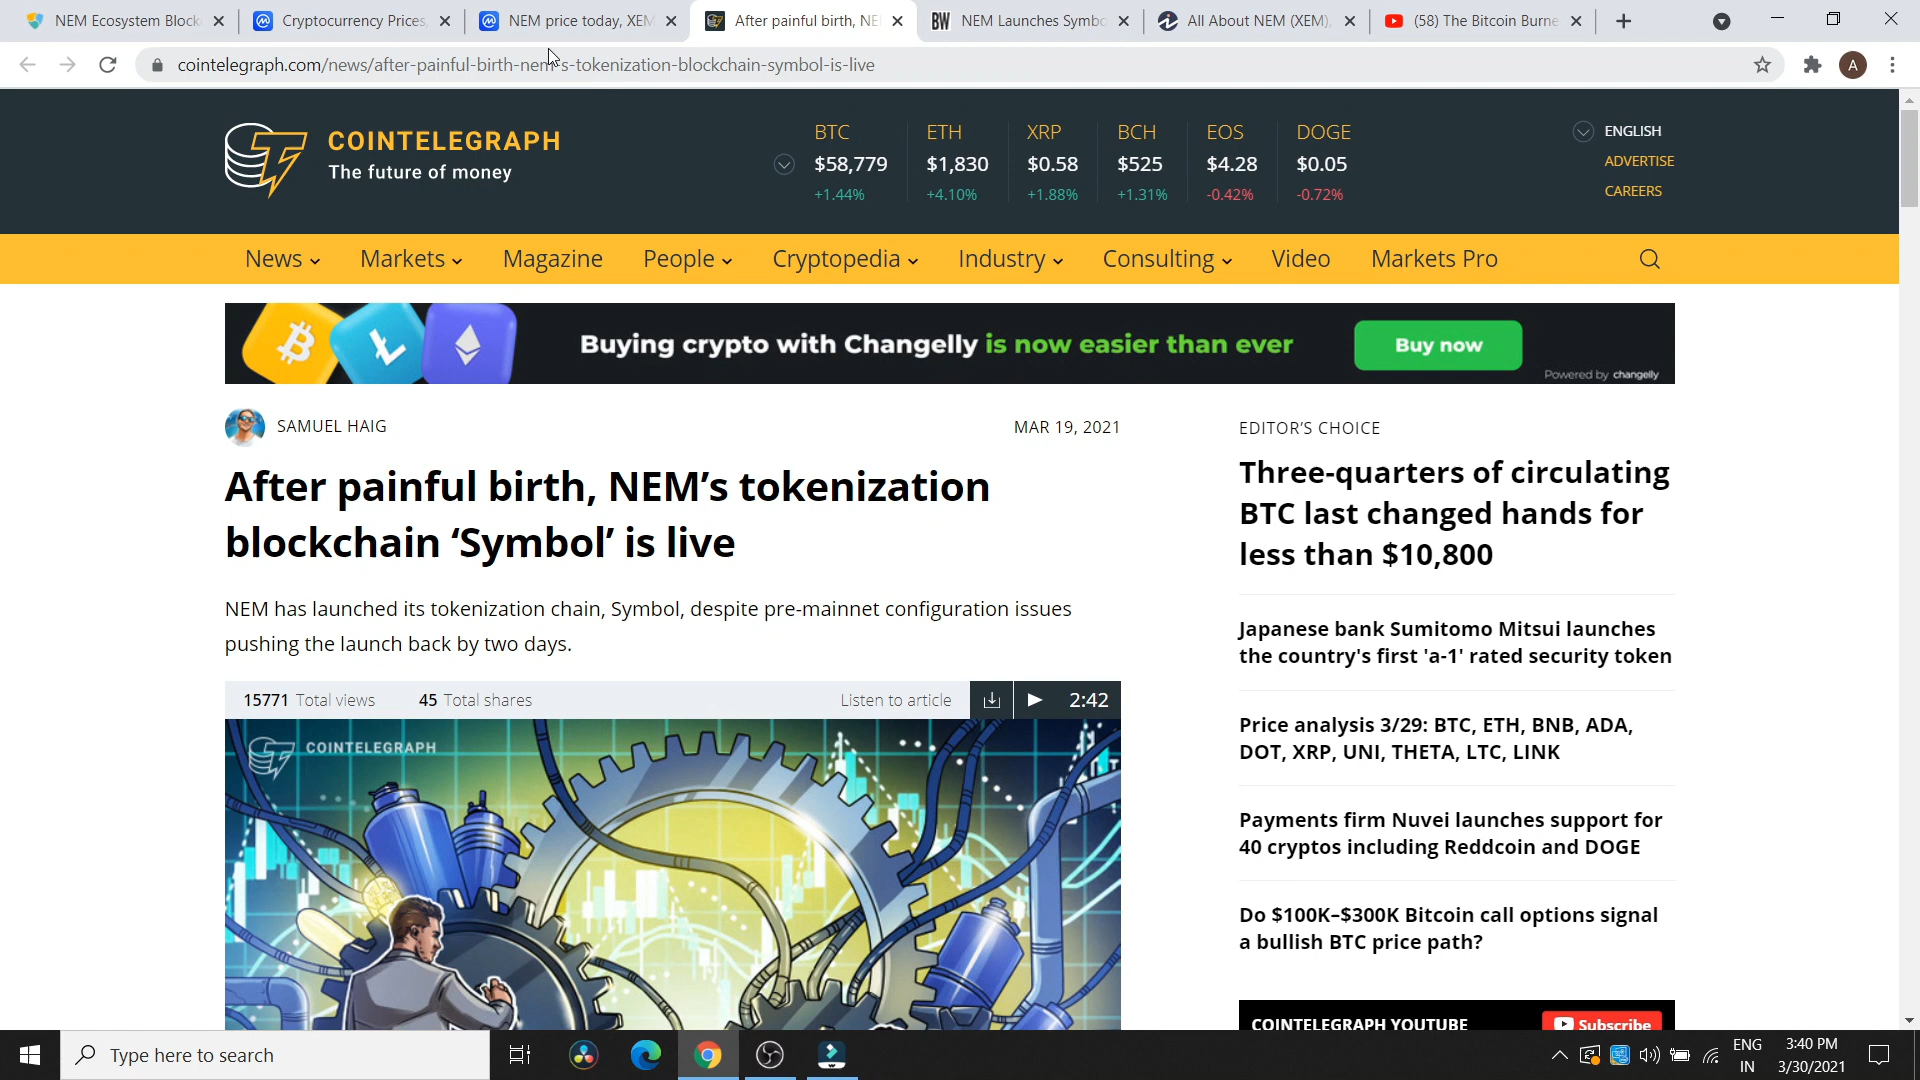 NEM Ecosystem Block
Cryptocurrency Prices,
NEM price today, XEM
After painful birth, NE
BW NEM Launches Symbo
All About NEM (XEM),
(58) The Bitcoin Burne
cointelegraph.com/news/after-painful-birth-nem-s-tokenization-blockchain-symbol-is-live
A
COINTELEGRAPH
The future of money
BTC ETH XRP BCH EOS DOGE
$58,779 $1,830 $0.58 $525 $4.28 $0.05
+1.44% +4.10% +1.88% +1.31% -0.42% -0.72%
ENGLISH
ADVERTISE
CAREERS
News Markets Magazine People Cryptopedia Industry Consulting Video Markets Pro
Buying crypto with Changelly is now easier than ever
Buy now
Powered by changelly
SAMUEL HAIG
MAR 19, 2021
After painful birth, NEM’s tokenization
blockchain ‘Symbol’ is live
NEM has launched its tokenization chain, Symbol, despite pre-mainnet configuration issues
pushing the launch back by two days.
15771 Total views 45 Total shares
Listen to article 2:42
COINTELEGRAPH
EDITOR’S CHOICE
Three-quarters of circulating
BTC last changed hands for
less than $10,800
Japanese bank Sumitomo Mitsui launches
the country's first 'a-1' rated security token
Price analysis 3/29: BTC, ETH, BNB, ADA,
DOT, XRP, UNI, THETA, LTC, LINK
Payments firm Nuvei launches support for
40 cryptos including Reddcoin and DOGE
Do $100K–$300K Bitcoin call options signal
a bullish BTC price path?
COINTELEGRAPH YOUTUBE
Subscribe
Type here to search
ENG
IN
3:40 PM
3/30/2021